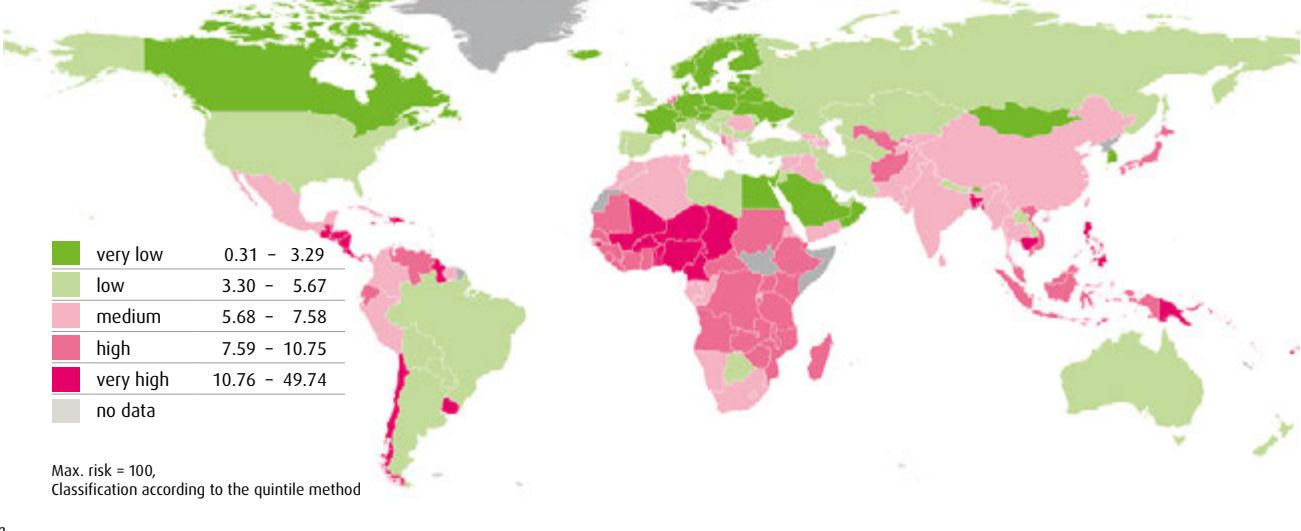 very low 0.31 – 3.29
low 3.30 – 5.67
medium 5.68 – 7.58
high 7.59 – 10.75
very high 10.76 – 49.74
no data
Max. risk = 100,
Classification according to the quintile method